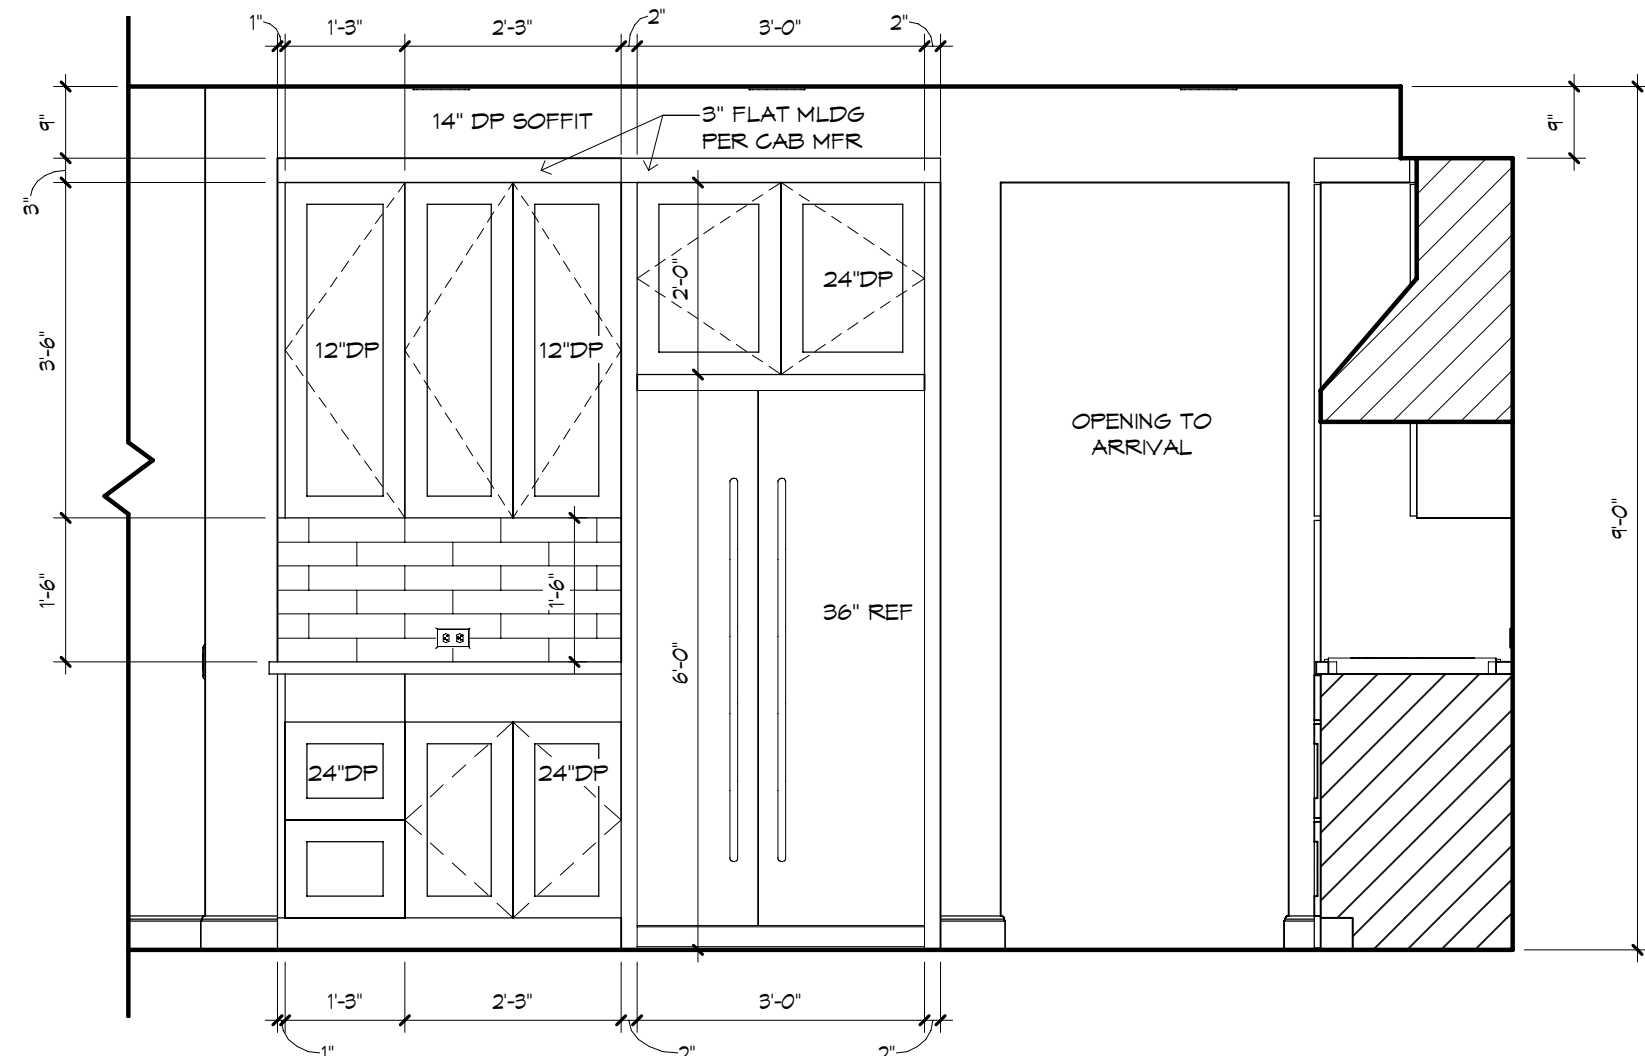 1" 1'-3" 2'-3" 2" 3'-0" 2"
9"
14" DP SOFFIT
3" FLAT MLDG
PER CAB MFR
9"
3"
2'-0"
24"DP
3'-6"
12"DP
12"DP
OPENING TO
ARRIVAL
9'-0"
1'-6"
1'-6"
36" REF
6'-0"
24"DP
24"DP
1'-3" 2'-3" 3'-0"
1" 2" 2"